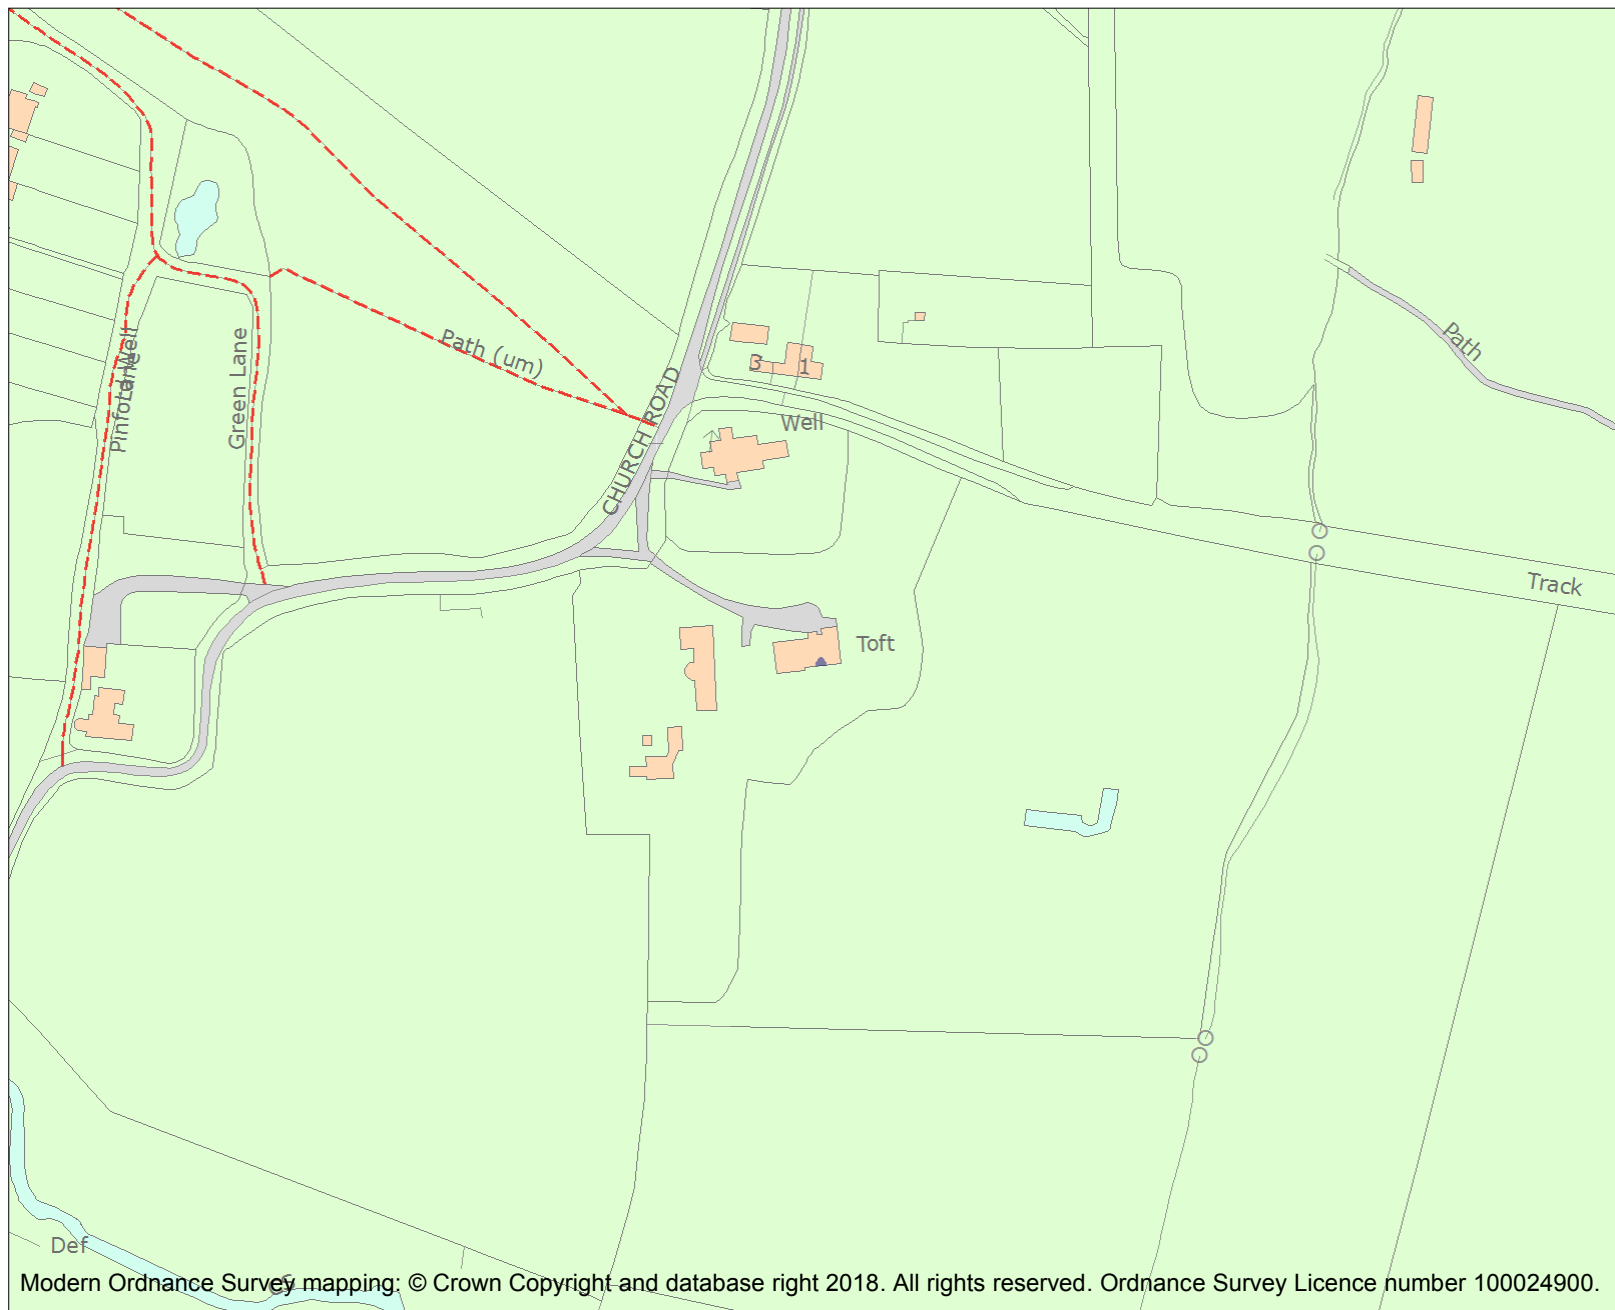 Path (um)
CHURCH ROAD
Green Lane
Pinfold Lane
Well
3
1
Well
Path
Track
Toft
Def
CS
Modern Ordnance Survey mapping: © Crown Copyright and database right 2018. All rights reserved. Ordnance Survey Licence number 100024900.